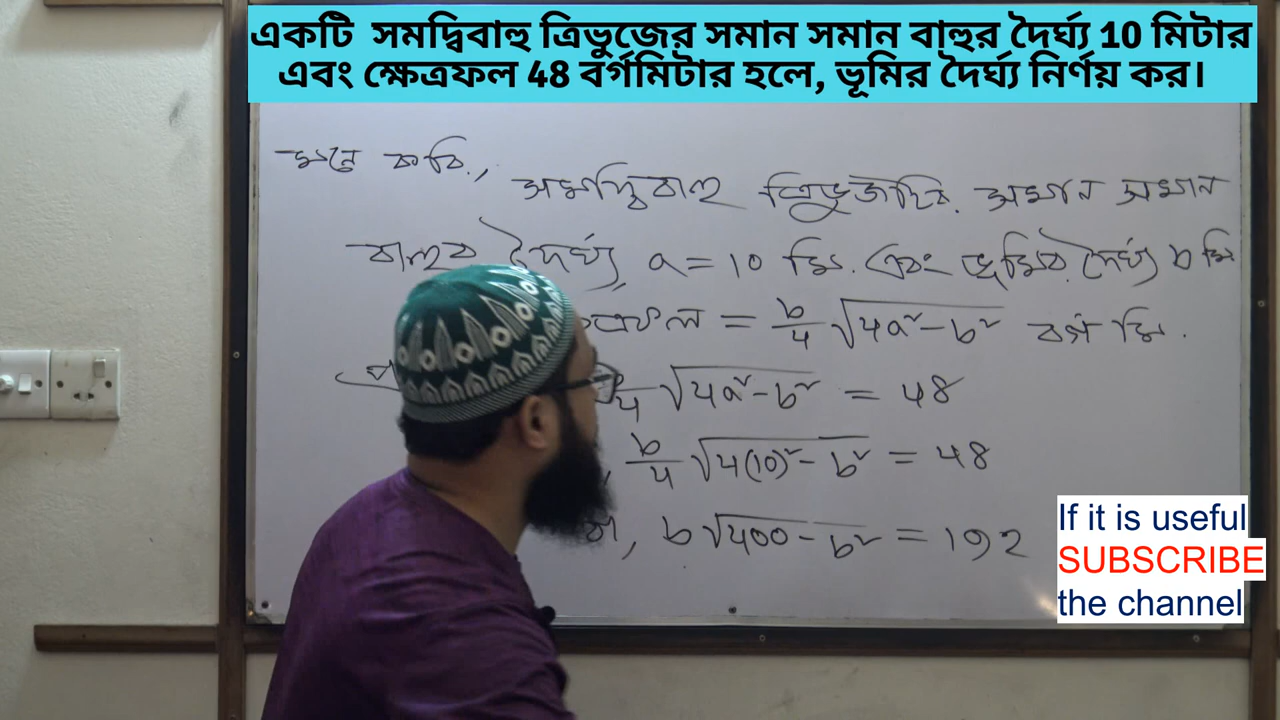 একটি সমদ্বিবাহু ত্রিভুজের সমান সমান বাহুর দৈর্ঘ্য 10 মিটার
এবং ক্ষেত্রফল 48 বর্গমিটার হলে, ভূমির দৈর্ঘ্য নির্ণয় কর।
মনে করি,
সমদ্বিবাহু ত্রিভুজটির সমান সমান
বাহুর দৈর্ঘ্য, a = 10 মি. এবং ভূমির দৈর্ঘ্য b মি
ত্রফল = b/4 √(4a² - b²) বর্গ মি.
b/4 √(4a² - b²) = 48
b/4 √(4(10)² - b²) = 48
বা, b√(400 - b²) = 192
If it is useful
SUBSCRIBE
the channel